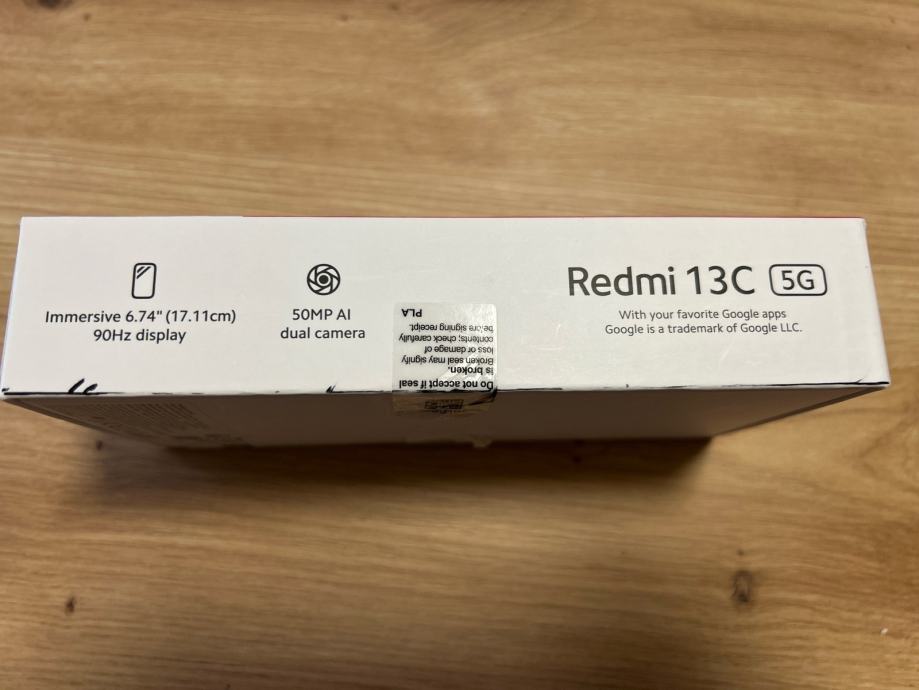 Immersive 6.74" (17.11cm)
90Hz display
50MP AI
dual camera
Do not accept if seal
is broken.
Broken seal may signify
loss or damage of
contents; check carefully
before signing receipt.
PLA
Redmi 13C 5G
With your favorite Google apps
Google is a trademark of Google LLC.